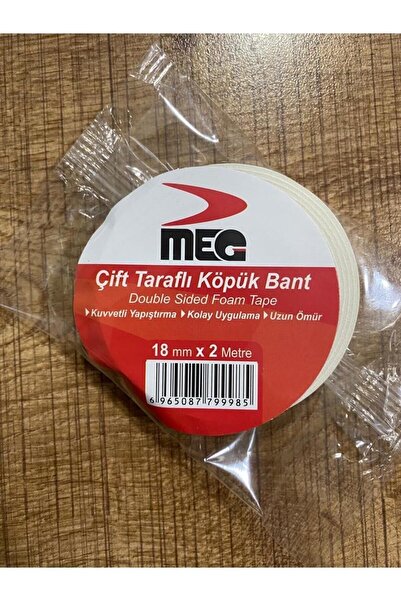 MEG
Çift Taraflı Köpük Bant
Double Sided Foam Tape
Kuvvetli Yapıştırma Kolay Uygulama Uzun Ömür
18 mm x 2 Metre
6 965087 799985